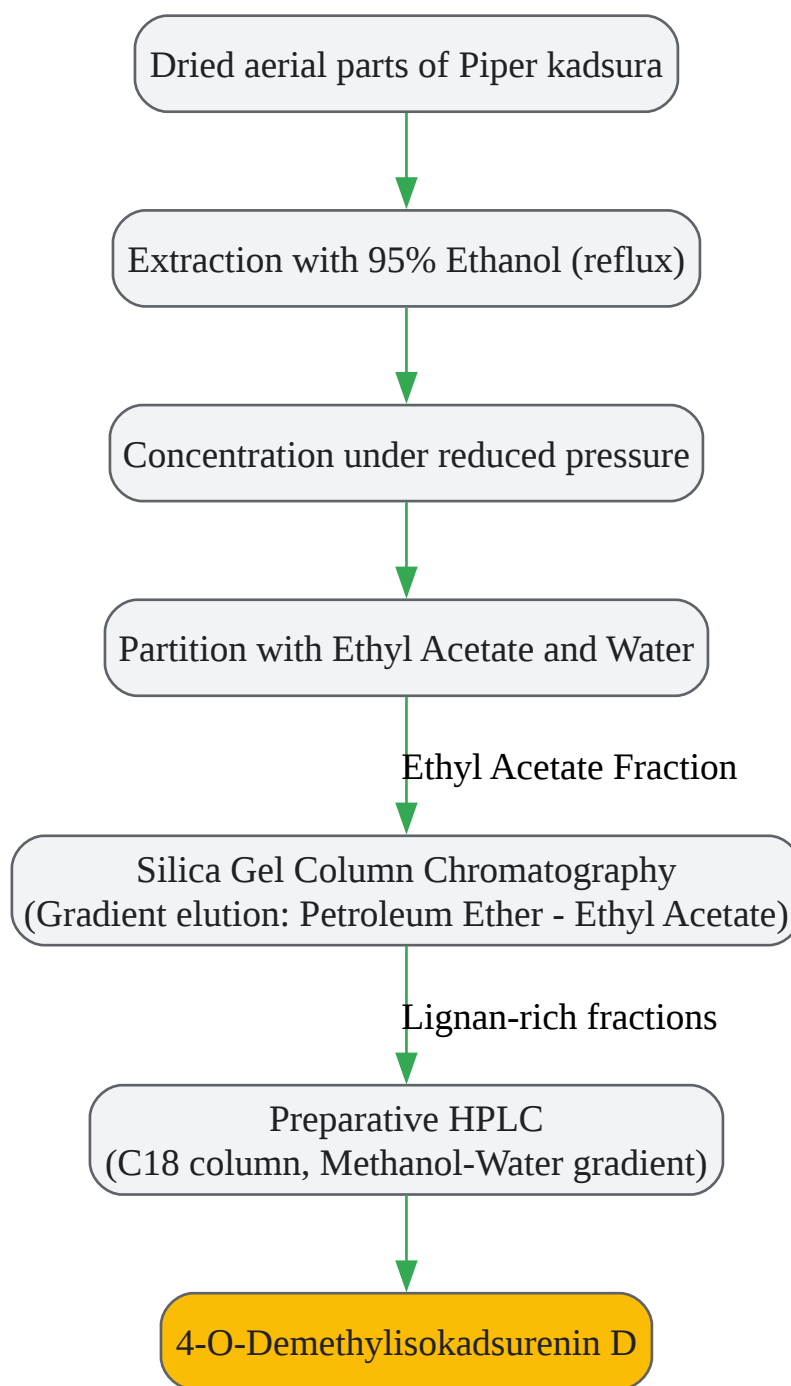 Dried aerial parts of Piper kadsura
Extraction with 95% Ethanol (reflux)
Concentration under reduced pressure
Partition with Ethyl Acetate and Water
Ethyl Acetate Fraction
Silica Gel Column Chromatography
(Gradient elution: Petroleum Ether - Ethyl Acetate)
Lignan-rich fractions
Preparative HPLC
(C18 column, Methanol-Water gradient)
4-O-Demethylisokadsurenin D